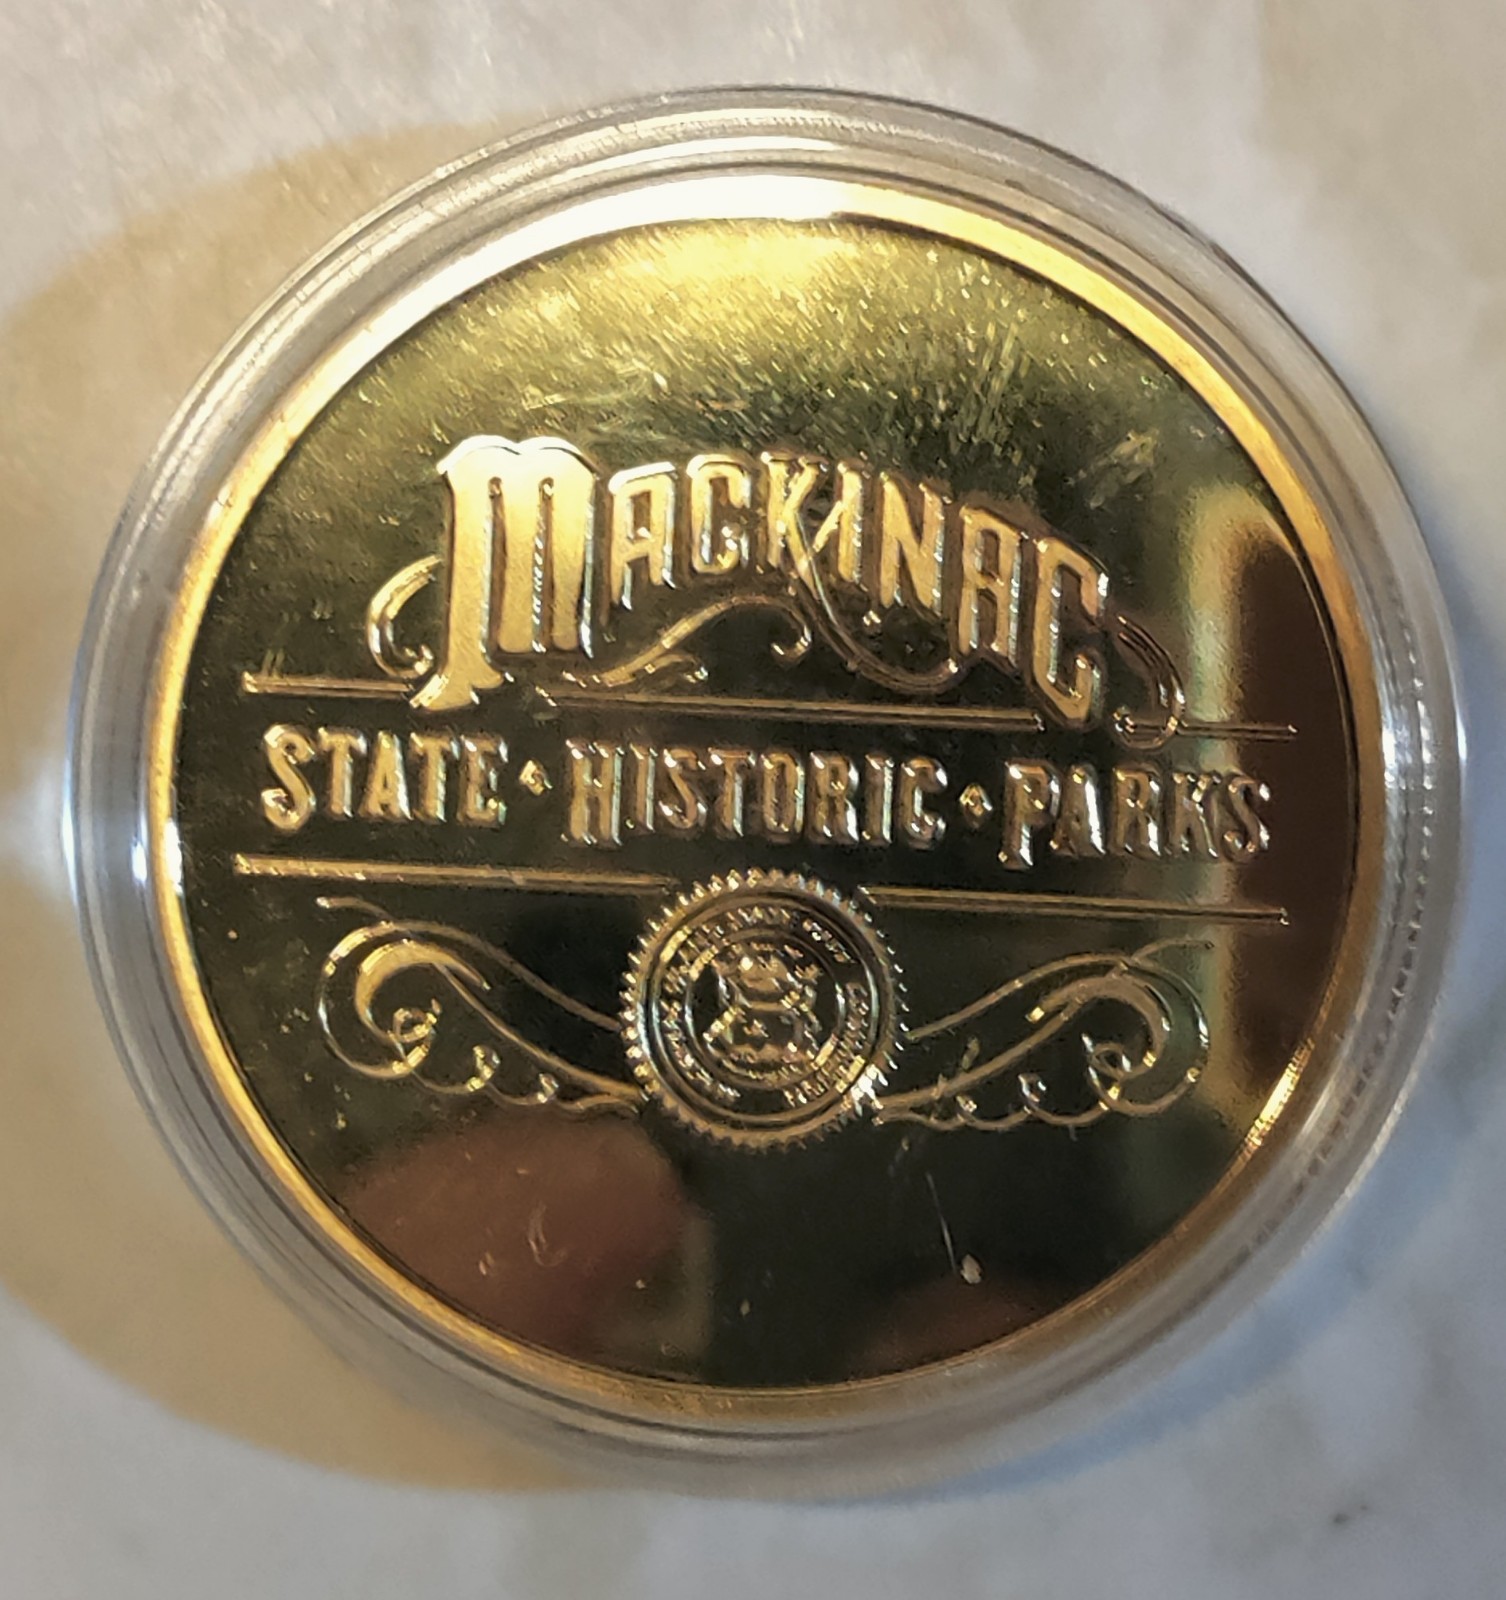 MACKINAC
STATE · HISTORIC · PARKS